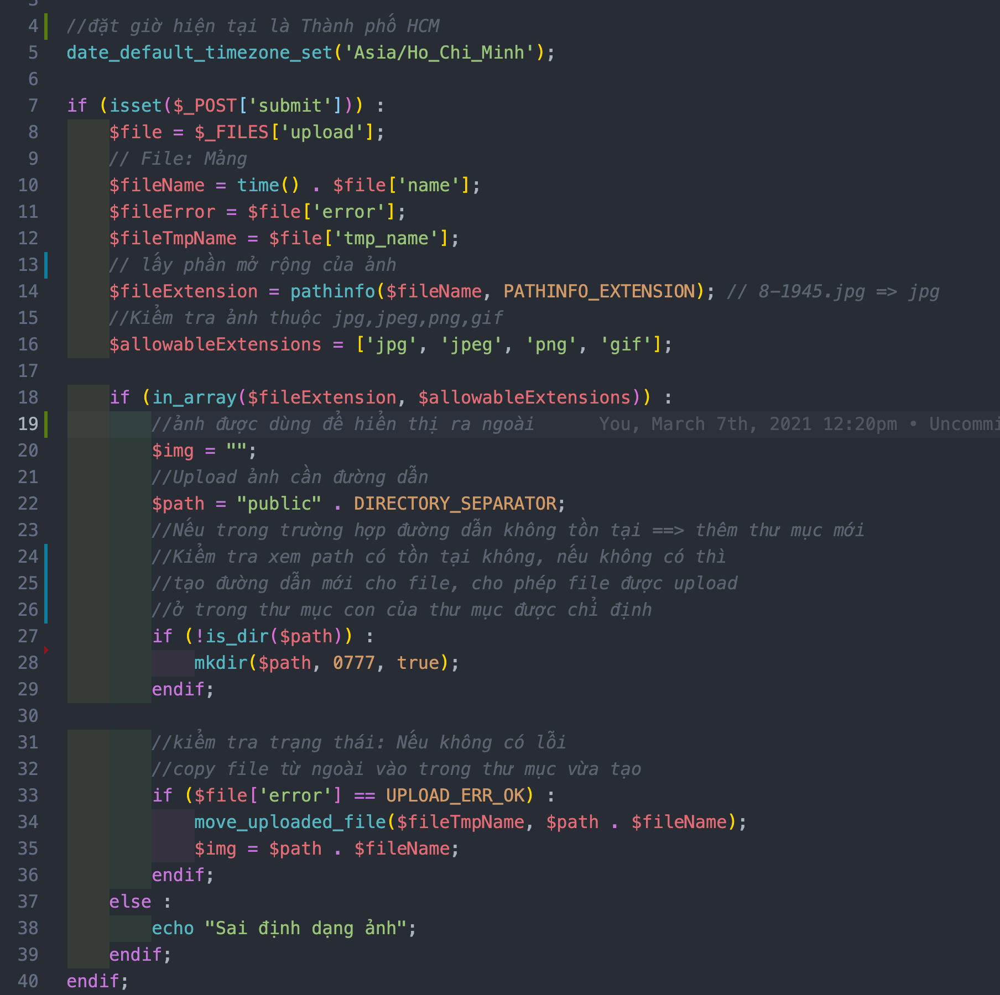 4 //đặt giờ hiện tại là Thành phố HCM
5 date_default_timezone_set('Asia/Ho_Chi_Minh');
6
7 if (isset($_POST['submit'])) :
8 $file = $_FILES['upload'];
9 // File: Mảng
10 $fileName = time() . $file['name'];
11 $fileError = $file['error'];
12 $fileTmpName = $file['tmp_name'];
13 // lấy phần mở rộng của ảnh
14 $fileExtension = pathinfo($fileName, PATHINFO_EXTENSION); // 8-1945.jpg => jpg
15 //Kiểm tra ảnh thuộc jpg,jpeg,png,gif
16 $allowableExtensions = ['jpg', 'jpeg', 'png', 'gif'];
17
18 if (in_array($fileExtension, $allowableExtensions)) :
19 //ảnh được dùng để hiển thị ra ngoài You, March 7th, 2021 12:20pm • Uncommi
20 $img = "";
21 //Upload ảnh cần đường dẫn
22 $path = "public" . DIRECTORY_SEPARATOR;
23 //Nếu trong trường hợp đường dẫn không tồn tại ==> thêm thư mục mới
24 //Kiểm tra xem path có tồn tại không, nếu không có thì
25 //tạo đường dẫn mới cho file, cho phép file được upload
26 //ở trong thư mục con của thư mục được chỉ định
27 if (!is_dir($path)) :
28 mkdir($path, 0777, true);
29 endif;
30
31 //kiểm tra trạng thái: Nếu không có lỗi
32 //copy file từ ngoài vào trong thư mục vừa tạo
33 if ($file['error'] == UPLOAD_ERR_OK) :
34 move_uploaded_file($fileTmpName, $path . $fileName);
35 $img = $path . $fileName;
36 endif;
37 else :
38 echo "Sai định dạng ảnh";
39 endif;
40 endif;